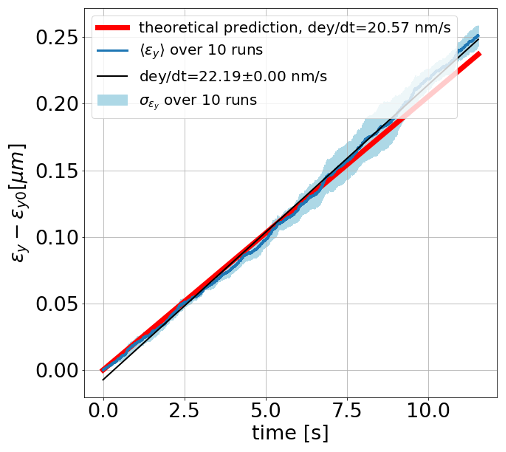 theoretical prediction, dey/dt=20.57 nm/s
⟨εy⟩ over 10 runs
dey/dt=22.19±0.00 nm/s
σεy over 10 runs
εy − εy0[μm]
0.25
0.20
0.15
0.10
0.05
0.00
0.0 2.5 5.0 7.5 10.0
time [s]